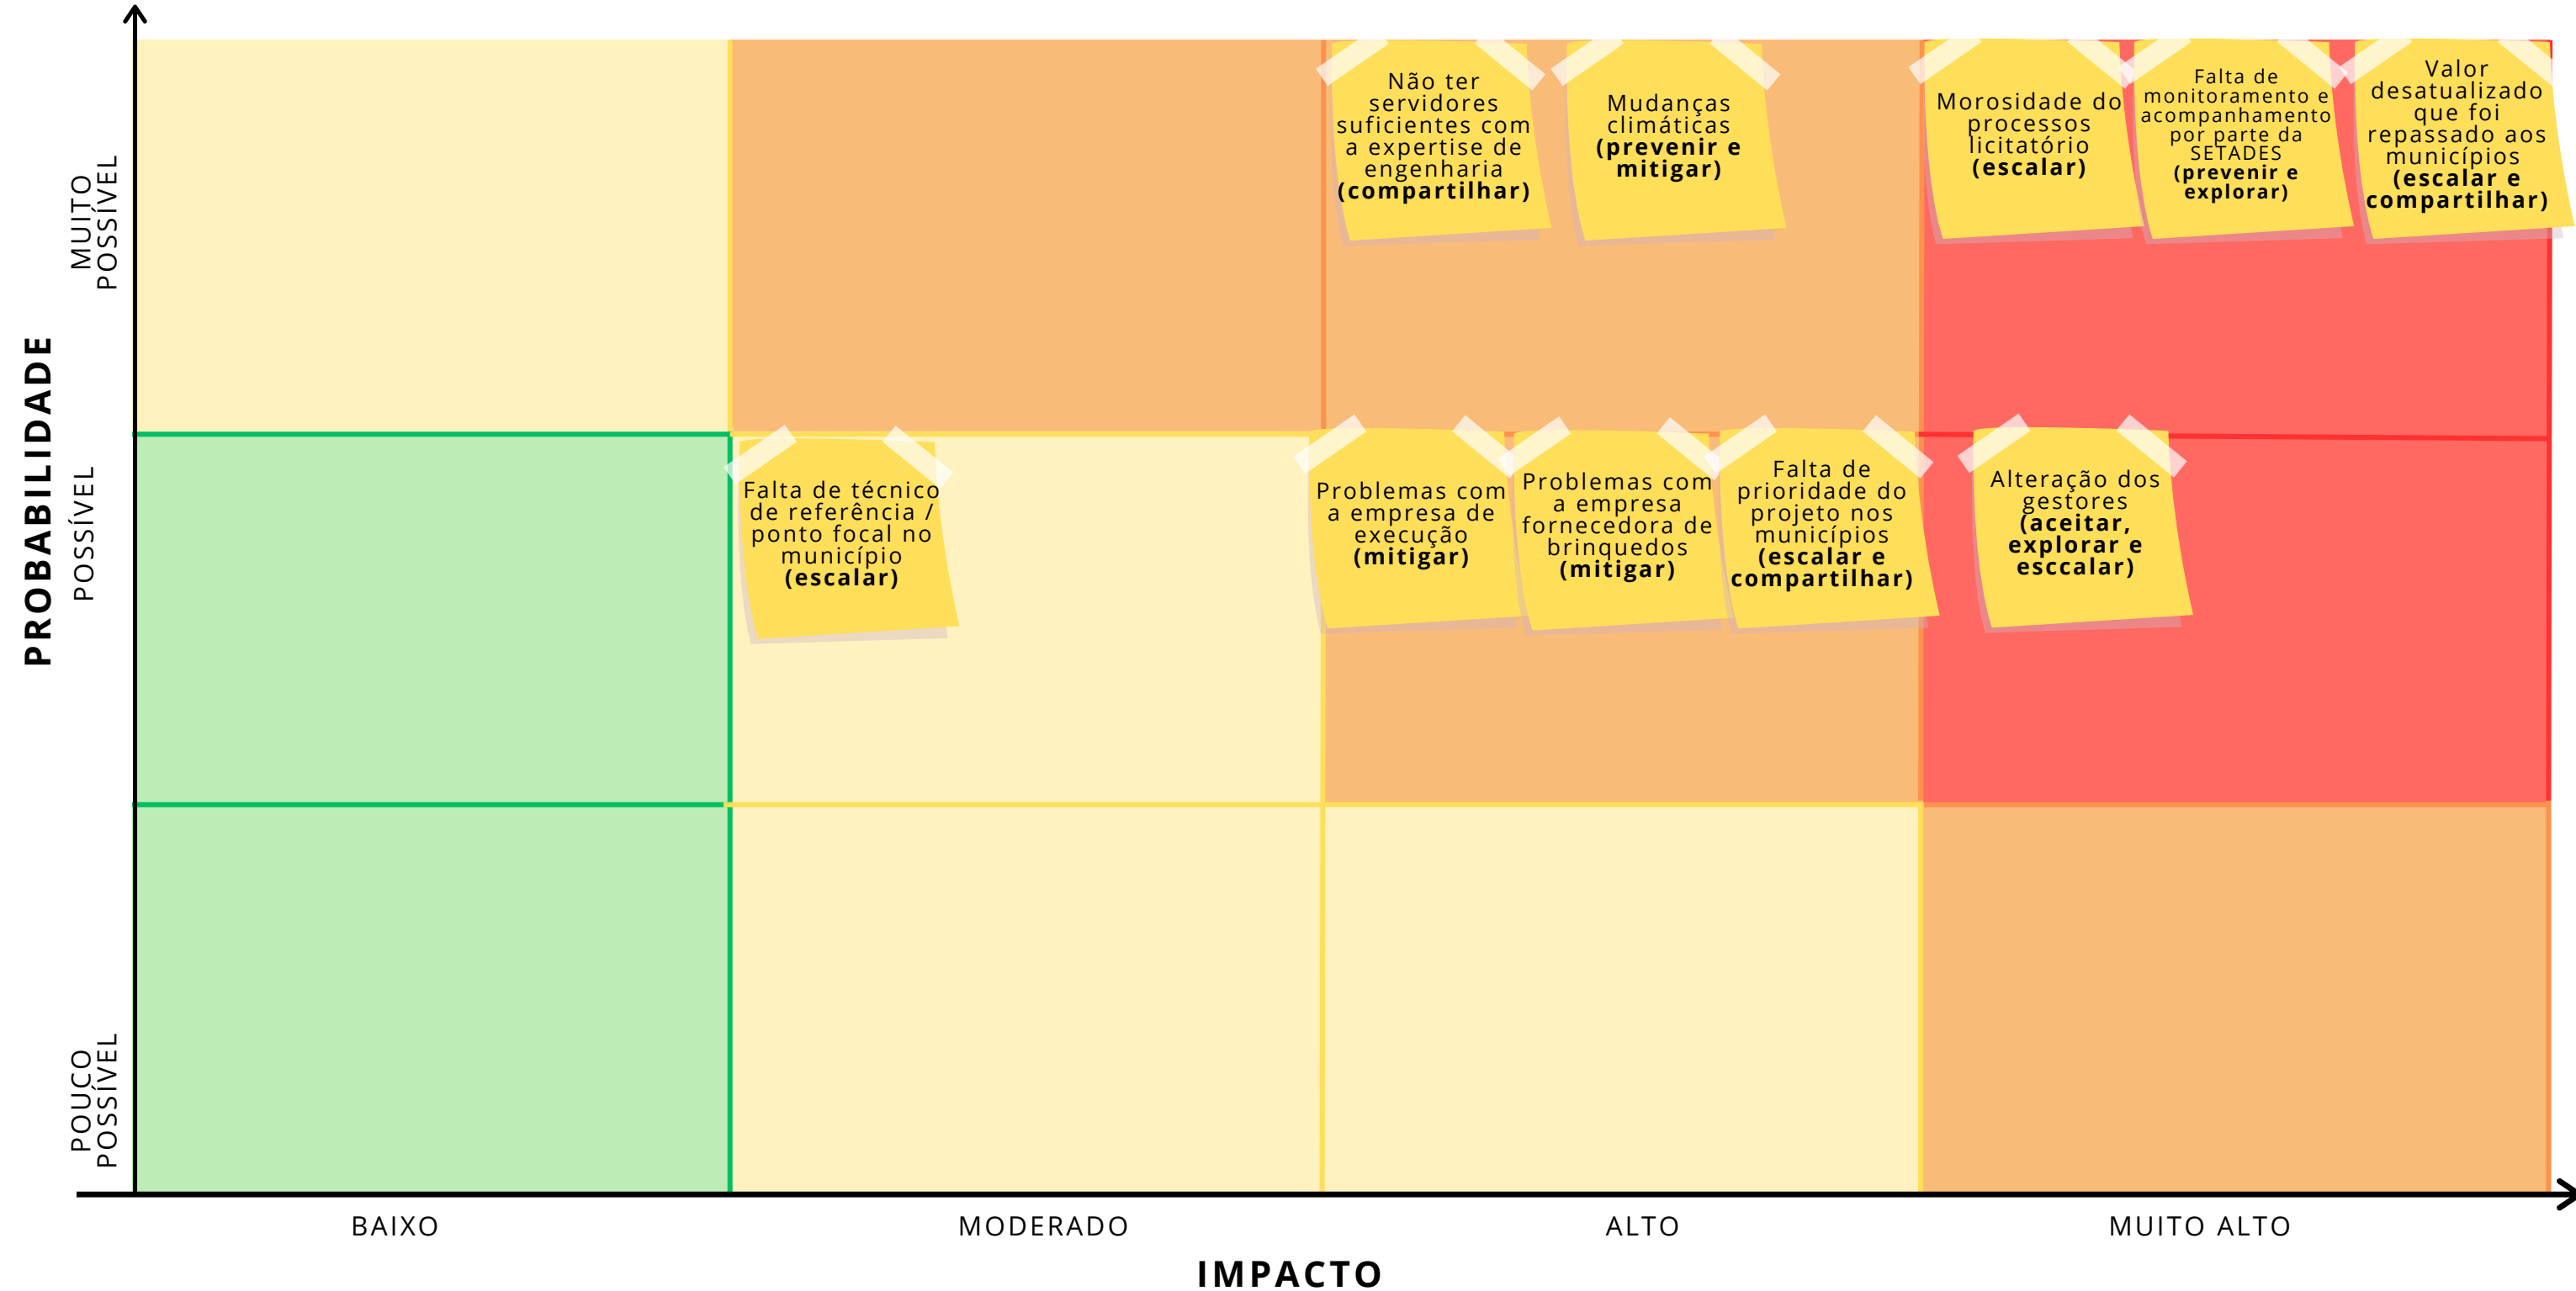 PROBABILIDADE
MUITO
POSSÍVEL
POSSÍVEL
POUCO
POSSÍVEL
Não ter
servidores
suficientes com
a expertise de
engenharia
(compartilhar)
Mudanças
climáticas
(prevenir e
mitigar)
Morosidade do
processos
licitatório
(escalar)
Falta de
monitoramento e
acompanhamento
por parte da
SETADES
(prevenir e
explorar)
Valor
desatualizado
que foi
repassado aos
municípios
(escalar e
compartilhar)
Falta de técnico
de referência /
ponto focal no
município
(escalar)
Problemas com
a empresa de
execução
(mitigar)
Problemas com
a empresa
fornecedora de
brinquedos
(mitigar)
Falta de
prioridade do
projeto nos
municípios
(escalar e
compartilhar)
Alteração dos
gestores
(aceitar,
explorar e
esccalar)
BAIXO
MODERADO
ALTO
MUITO ALTO
IMPACTO